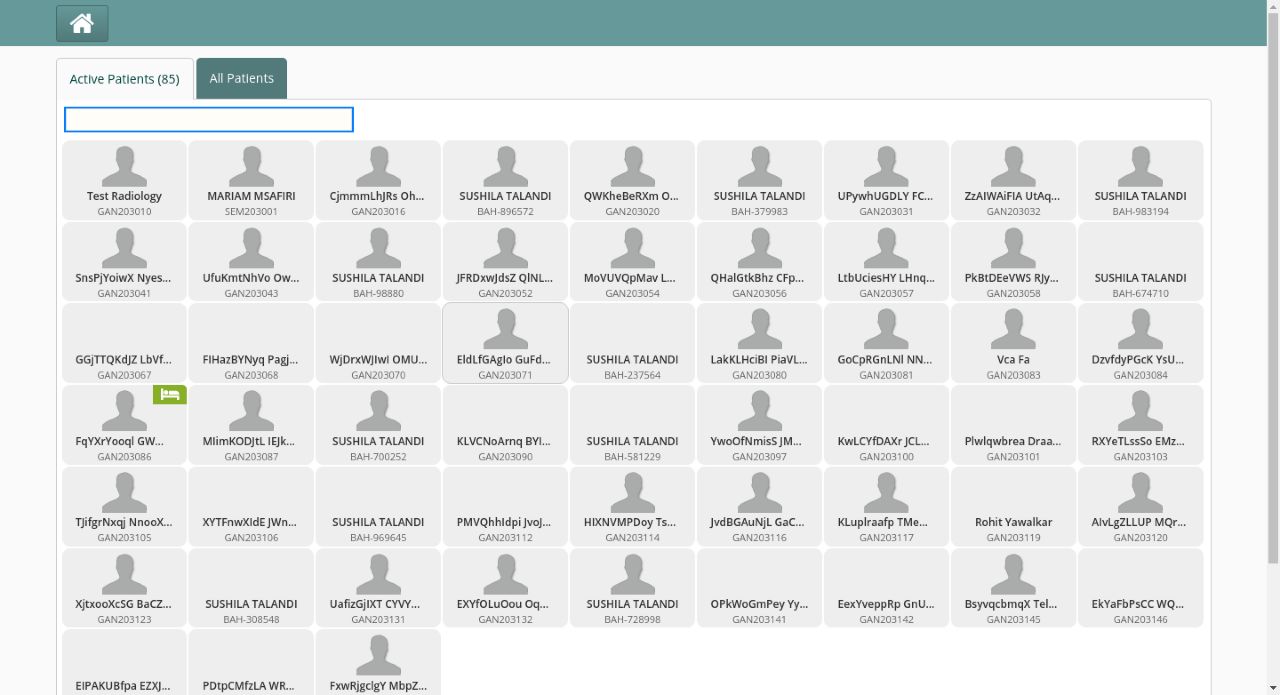 Active Patients (85)
All Patients
Test Radiology
GAN203010
MARIAM MSAFIRI
SEM203001
CjmmmLhJRs Oh...
GAN203016
SUSHILA TALANDI
BAH-896572
QWKheBeRXm O...
GAN203020
SUSHILA TALANDI
BAH-379983
UPywhUGDLY FC...
GAN203031
ZzAIWAiFIA UtAq...
GAN203032
SUSHILA TALANDI
BAH-983194
SnsPjYoiwX Nyes...
GAN203041
UfuKmtNhVo Ow...
GAN203043
SUSHILA TALANDI
BAH-98880
JFRDxwJdsZ QlNL...
GAN203052
MoVUVQpMav L...
GAN203054
QHalGtkBhz CFp...
GAN203056
LtbUciesHY LHnq...
GAN203057
PkBtDEeVWS RJy...
GAN203058
SUSHILA TALANDI
BAH-674710
GGjTTQKdJZ LbVf...
GAN203067
FIHazBYNyq Pagj...
GAN203068
WjDrxWJIwI OMU...
GAN203070
EldLfGAgIo GuFd...
GAN203071
SUSHILA TALANDI
BAH-237564
LakKLHciBI PiaVL...
GAN203080
GoCpRGnLNl NN...
GAN203081
Vca Fa
GAN203083
DzvfdyPGcK YsU...
GAN203084
FqYXrYooql GW...
GAN203086
MIimKODJtL IEJk...
GAN203087
SUSHILA TALANDI
BAH-700252
KLVCNoArnq BYI...
GAN203090
SUSHILA TALANDI
BAH-581229
YwoOfNmisS JM...
GAN203097
KwLCYfDAXr JCL...
GAN203100
Plwlqwbrea Draa...
GAN203101
RXYeTLssSo EMz...
GAN203103
TJifgrNxqj NnooX...
GAN203105
XYTFnwXIdE JWn...
GAN203106
SUSHILA TALANDI
BAH-969645
PMVQhhIdpi JvoJ...
GAN203112
HIXNVMPDoy Ts...
GAN203114
JvdBGAuNjL GaC...
GAN203116
KLuplraafp TMe...
GAN203117
Rohit Yawalkar
GAN203119
AIvLgZLLUP MQr...
GAN203120
XjtxooXcSG BaCZ...
GAN203123
SUSHILA TALANDI
BAH-308548
UafizGjIXT CYVY...
GAN203131
EXYfOLuOou Oq...
GAN203132
SUSHILA TALANDI
BAH-728998
OPkWoGmPey Yy...
GAN203141
EexYveppRp GnU...
GAN203142
BsyvqcbmqX Tel...
GAN203145
EkYaFbPsCC WQ...
GAN203146
EIPAKUBfpa EZXJ...
PDtpCMfzLA WR...
FxwRjgclgY MbpZ...